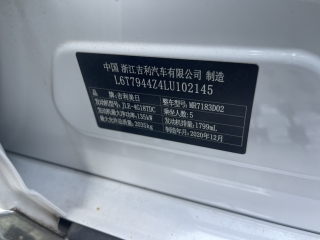 中国 浙江吉利汽车有限公司 制造
L6T7944Z4LU102145
品牌:吉利美日 整车型号:MR7183D02
发动机型号:JLE-4G18TDC 乘坐人数:5
发动机最大净功率:135kW 发动机排量:1799mL
最大允许总质量:2035kg 制造年月:2020年12月